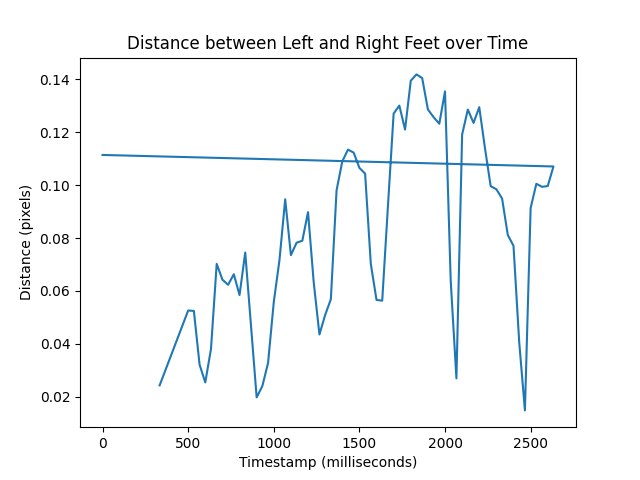 Distance between Left and Right Feet over Time
0.14
0.12
0.10
0.08
0.06
0.04
0.02
Distance (pixels)
0 500 1000 1500 2000 2500
Timestamp (milliseconds)